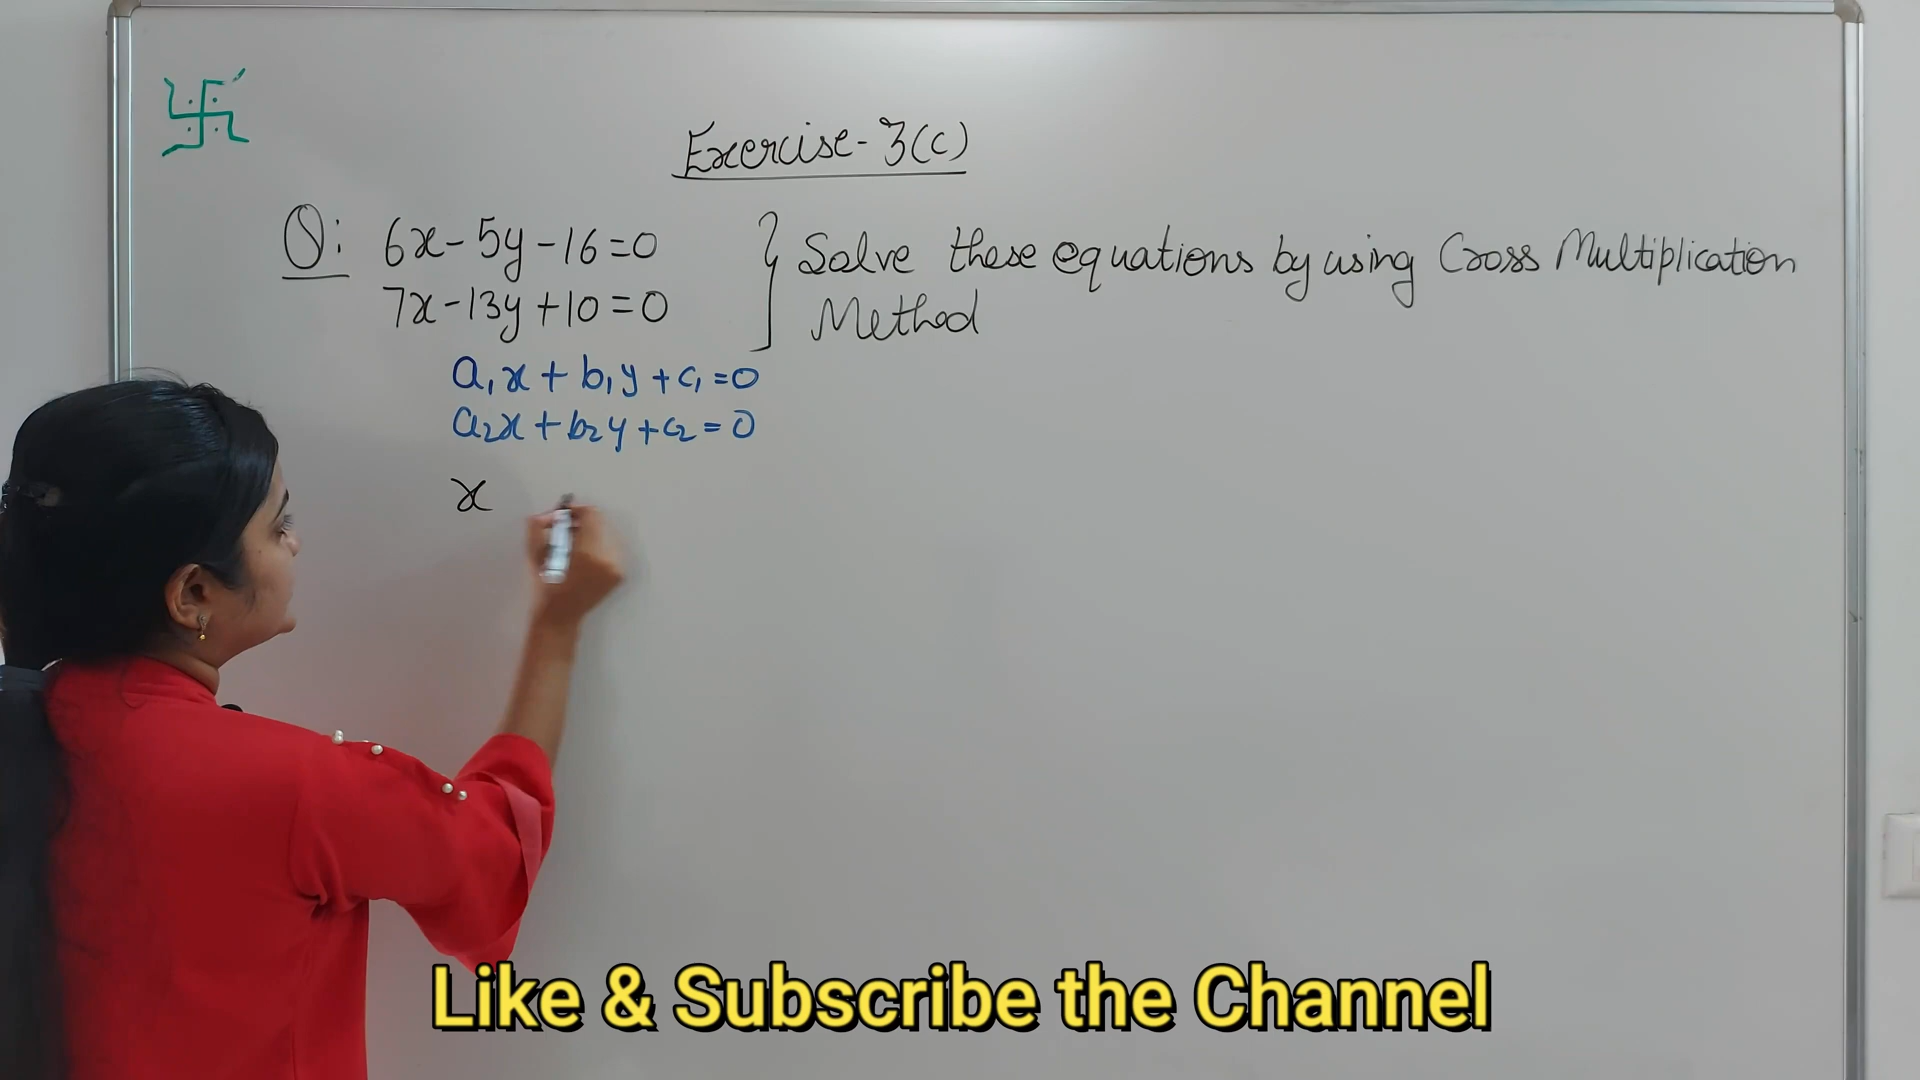 Exercise-3(c)
Q: 6x-5y-16=0 } Solve these equations by using Cross Multiplication
7x-13y+10=0 Method
a₁x+b₁y+c₁=0
a₂x+b₂y+c₂=0
x
Like & Subscribe the Channel